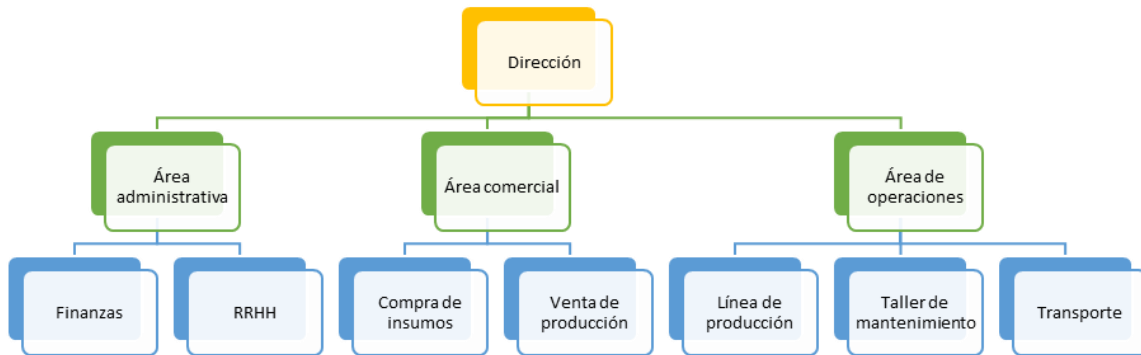 Dirección
Área
administrativa
Área comercial
Área de
operaciones
Finanzas
RRHH
Compra de
insumos
Venta de
producción
Línea de
producción
Taller de
mantenimiento
Transporte